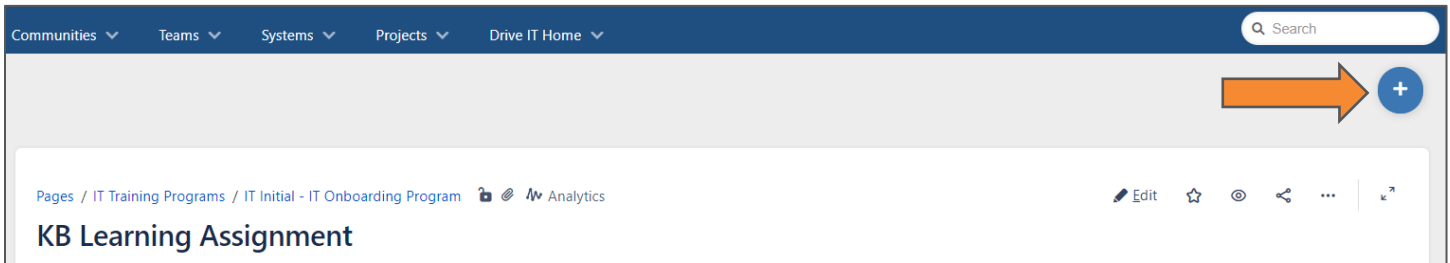 Communities Teams Systems Projects Drive IT Home Search
+
Pages / IT Training Programs / IT Initial - IT Onboarding Program Analytics Edit
KB Learning Assignment